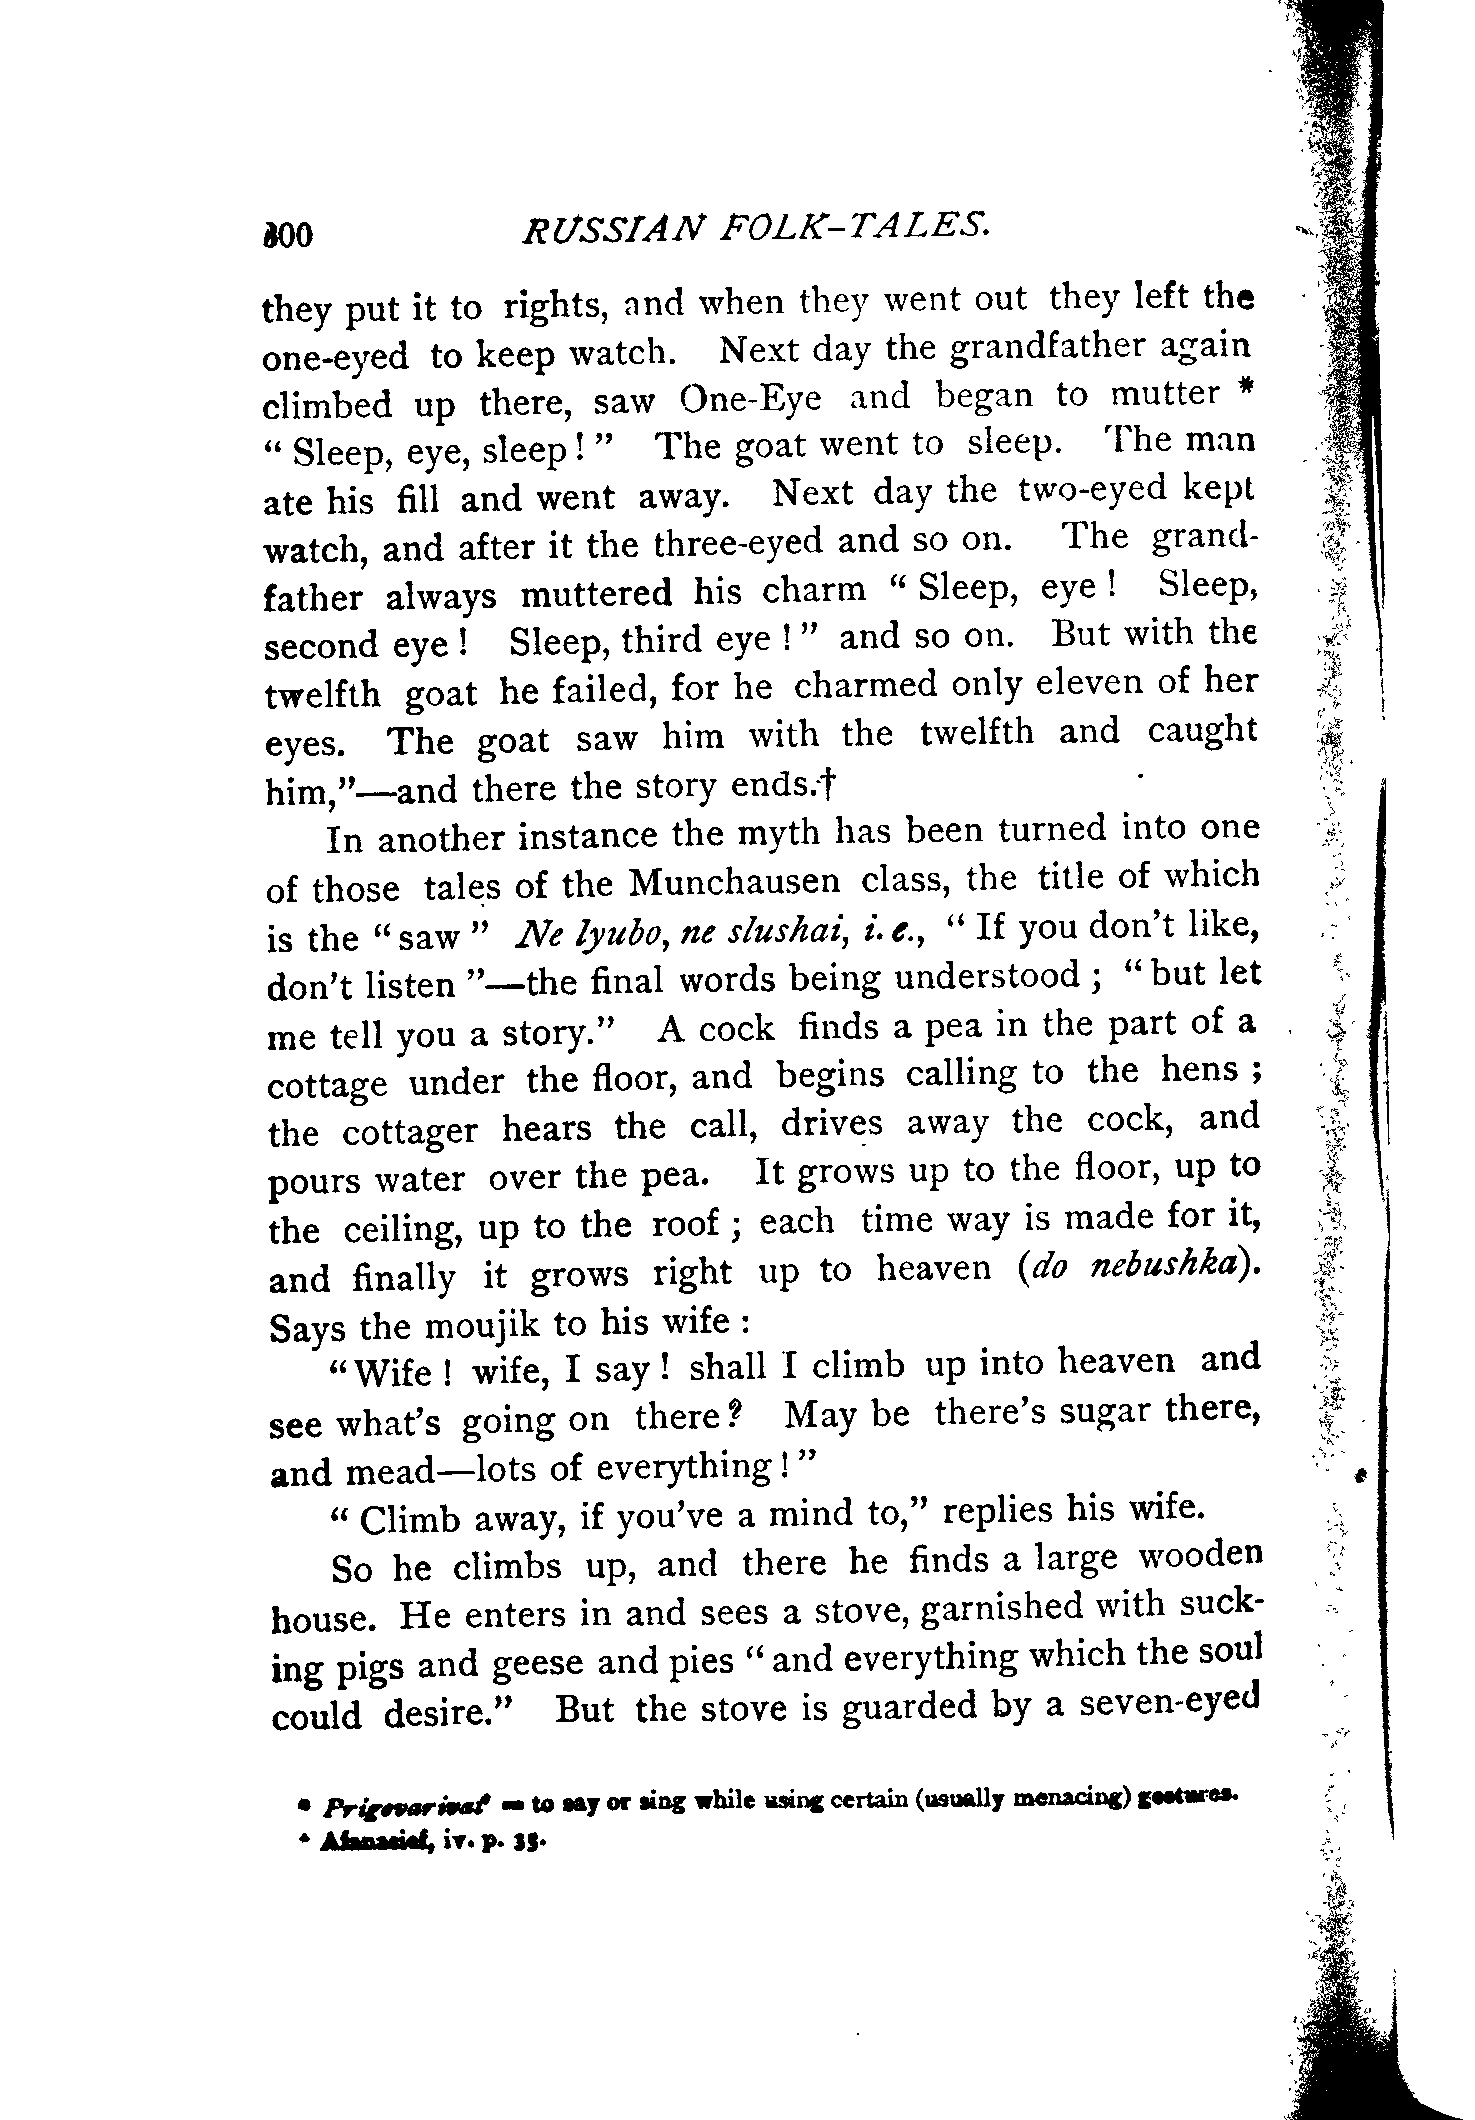 300 RUSSIAN FOLK-TALES.
they put it to rights, and when they went out they left the
one-eyed to keep watch. Next day the grandfather again
climbed up there, saw One-Eye and began to mutter *
“ Sleep, eye, sleep ! ” The goat went to sleep. The man
ate his fill and went away. Next day the two-eyed kept
watch, and after it the three-eyed and so on. The grand-
father always muttered his charm “ Sleep, eye ! Sleep,
second eye ! Sleep, third eye ! ” and so on. But with the
twelfth goat he failed, for he charmed only eleven of her
eyes. The goat saw him with the twelfth and caught
him,”—and there the story ends.†
In another instance the myth has been turned into one
of those tales of the Munchausen class, the title of which
is the “ saw ” Ne lyubo, ne slushai, i. e., “ If you don't like,
don't listen ”—the final words being understood ; “ but let
me tell you a story.” A cock finds a pea in the part of a
cottage under the floor, and begins calling to the hens ;
the cottager hears the call, drives away the cock, and
pours water over the pea. It grows up to the floor, up to
the ceiling, up to the roof ; each time way is made for it,
and finally it grows right up to heaven (do nebushka).
Says the moujik to his wife :
“ Wife ! wife, I say ! shall I climb up into heaven and
see what's going on there ? May be there's sugar there,
and mead—lots of everything ! ”
“ Climb away, if you've a mind to,” replies his wife.
So he climbs up, and there he finds a large wooden
house. He enters in and sees a stove, garnished with suck-
ing pigs and geese and pies “ and everything which the soul
could desire.” But the stove is guarded by a seven-eyed
* Prigovarivat' = to say or sing while using certain (usually menacing) gestures.
* Afanasief, iv. p. 35.